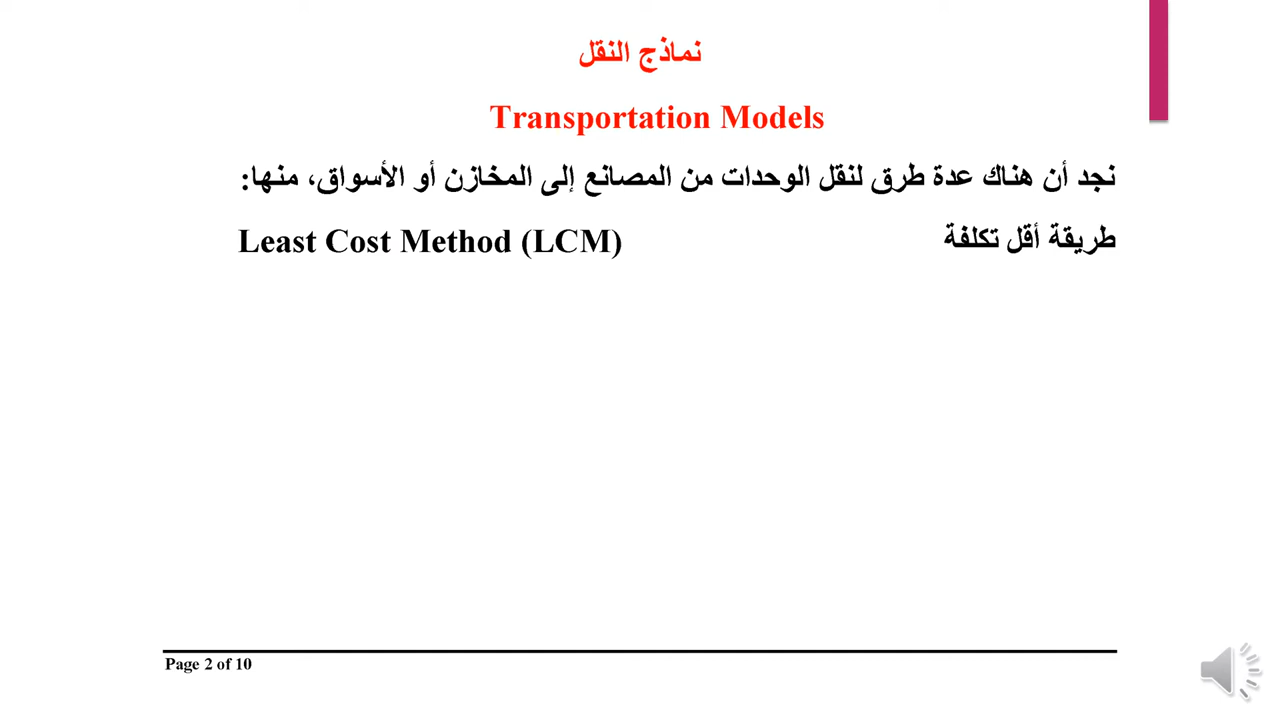 نماذج النقل
Transportation Models
نجد أن هناك عدة طرق لنقل الوحدات من المصانع إلى المخازن أو الأسواق، منها:
طريقة أقل تكلفة Least Cost Method (LCM)
Page 2 of 10